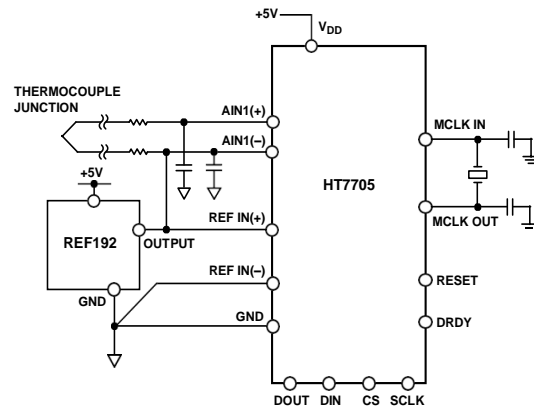 +5V
VDD
THERMOCOUPLE
JUNCTION
AIN1(+)
AIN1(–)
MCLK IN
+5V
HT7705
REF192
OUTPUT
REF IN(+)
MCLK OUT
REF IN(–)
GND
GND
RESET
DRDY
DOUT DIN CS SCLK